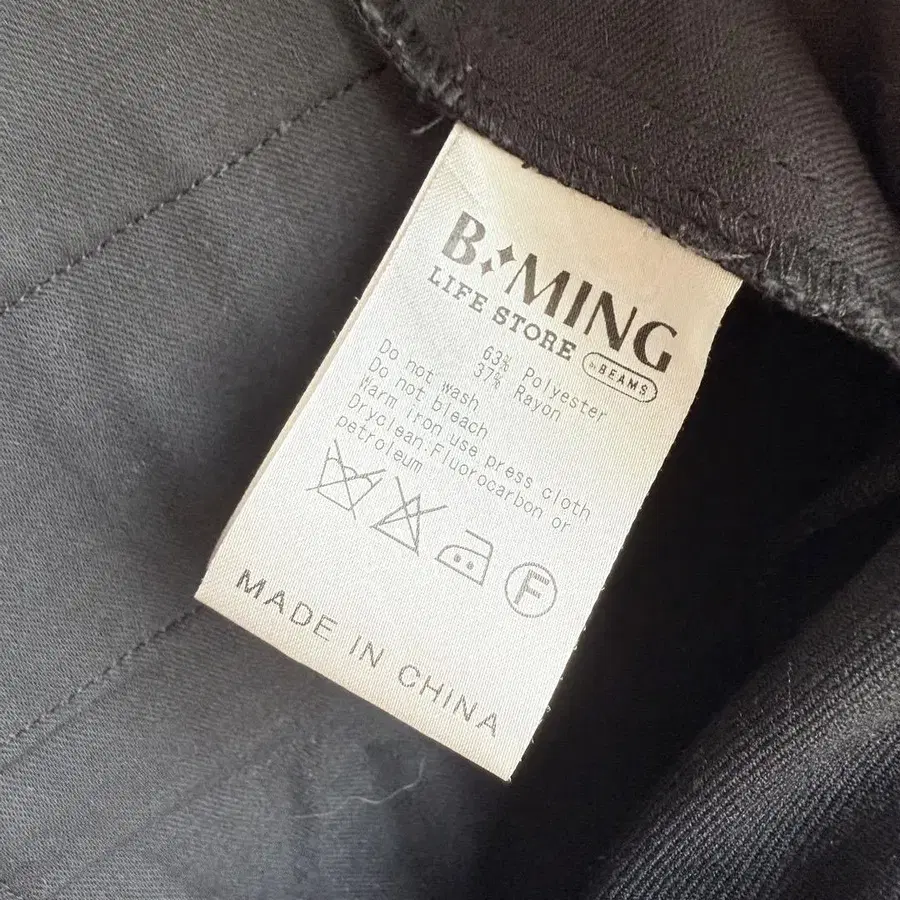 B:MING
LIFE STORE
by BEAMS
63% Polyester
37% Rayon
Do not wash
Do not bleach
Warm iron use press cloth
Dryclean:Fluorocarbon or
petroleum
F
MADE IN CHINA